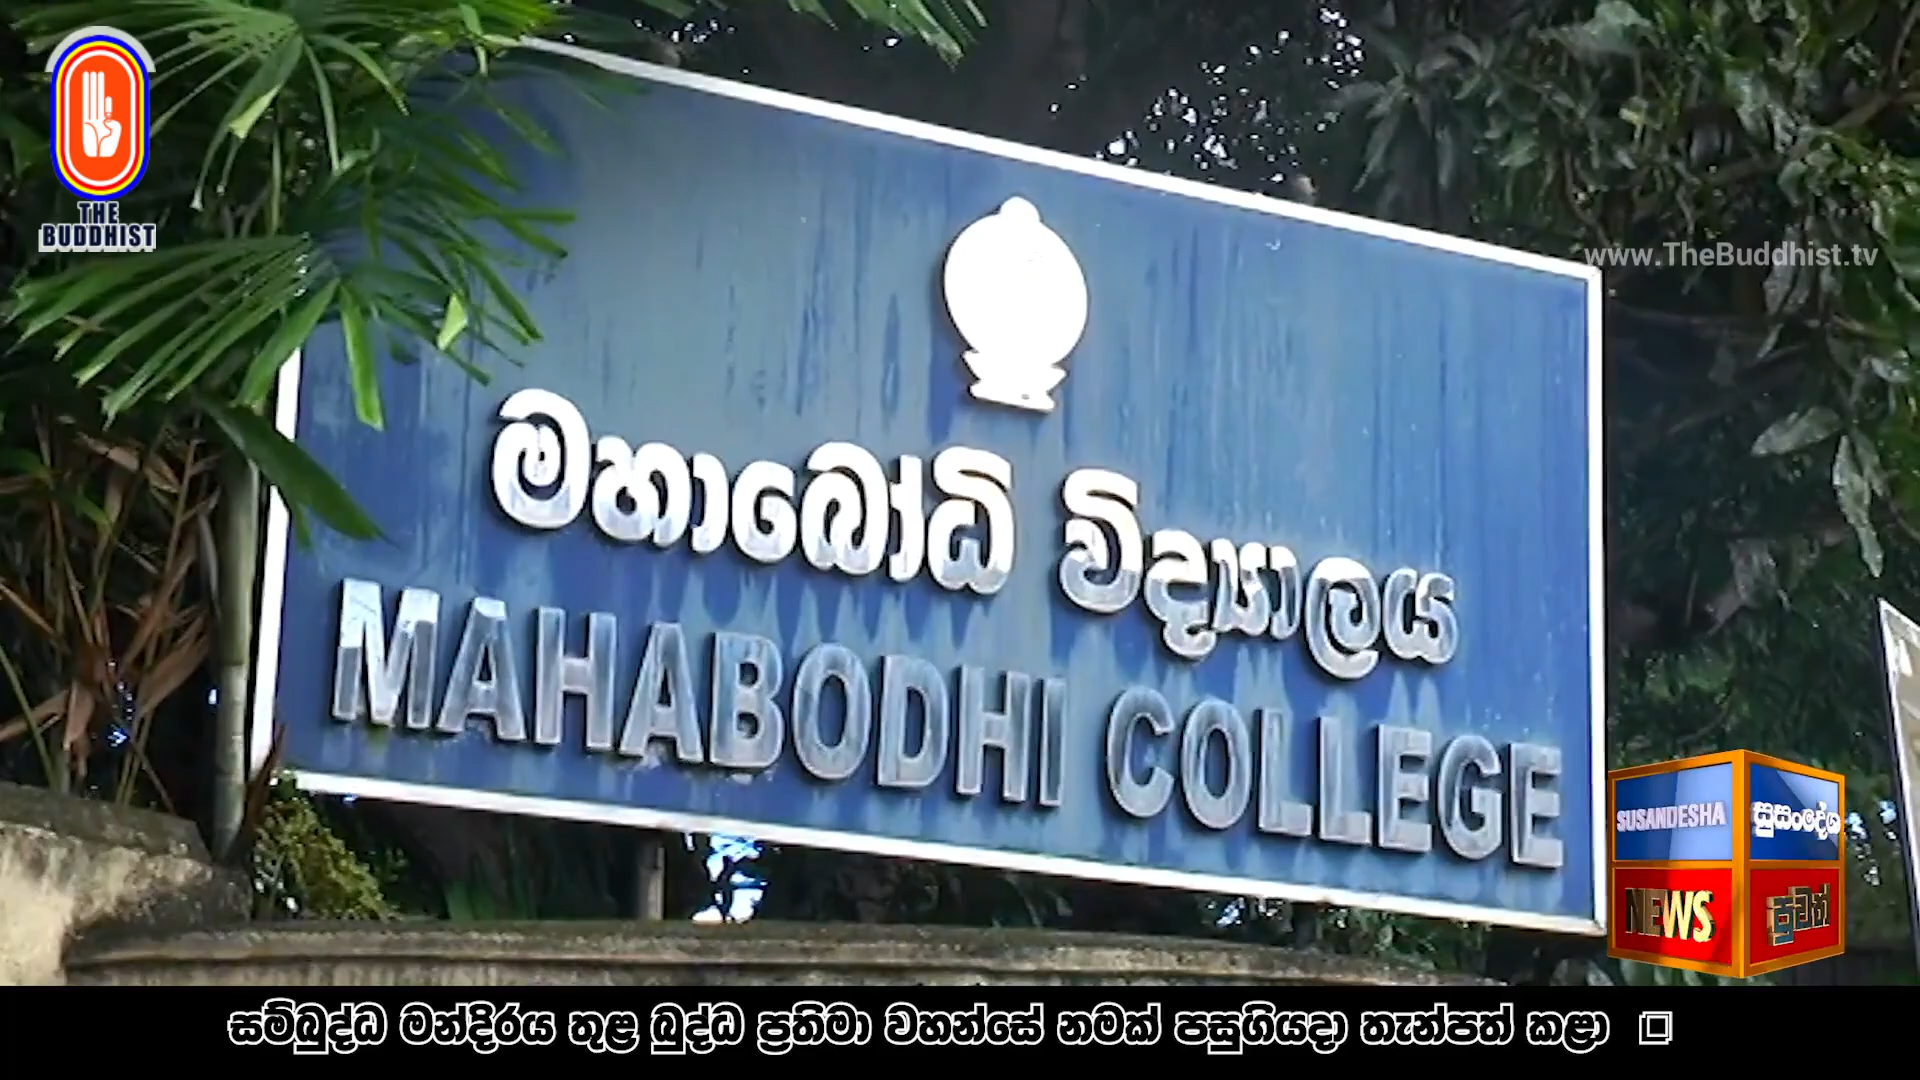 THE
BUDDHIST
www.TheBuddhist.tv
මහාබෝධි විද්‍යාලය
MAHABODHI COLLEGE
SUSANDESHA
සුසංදේශ
NEWS
පුවත්
සම්බුද්ධ මන්දිරය තුළ බුද්ධ ප්‍රතිමා වහන්සේ නමක් පසුගියදා තැන්පත් කළා